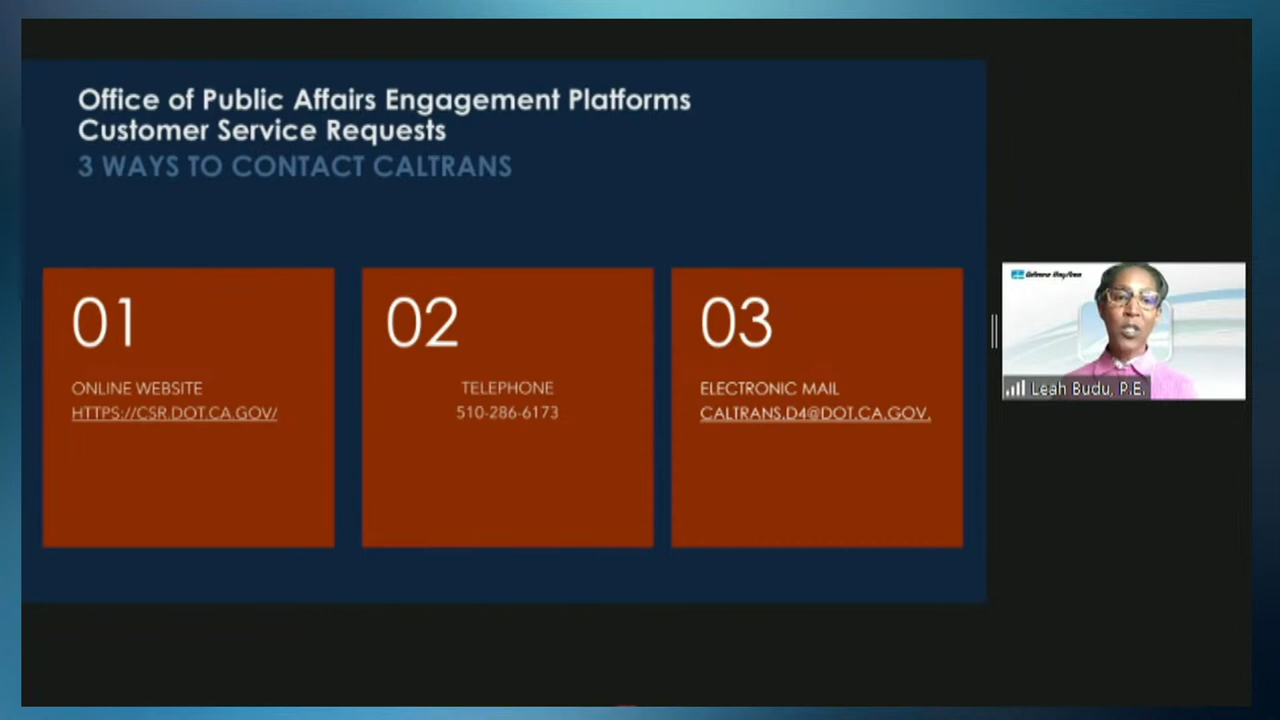 Office of Public Affairs Engagement Platforms
Customer Service Requests
3 WAYS TO CONTACT CALTRANS
01
ONLINE WEBSITE
HTTPS://CSR.DOT.CA.GOV/
02
TELEPHONE
510-286-6173
03
ELECTRONIC MAIL
CALTRANS.D4@DOT.CA.GOV.
Leah Budu, P.E.